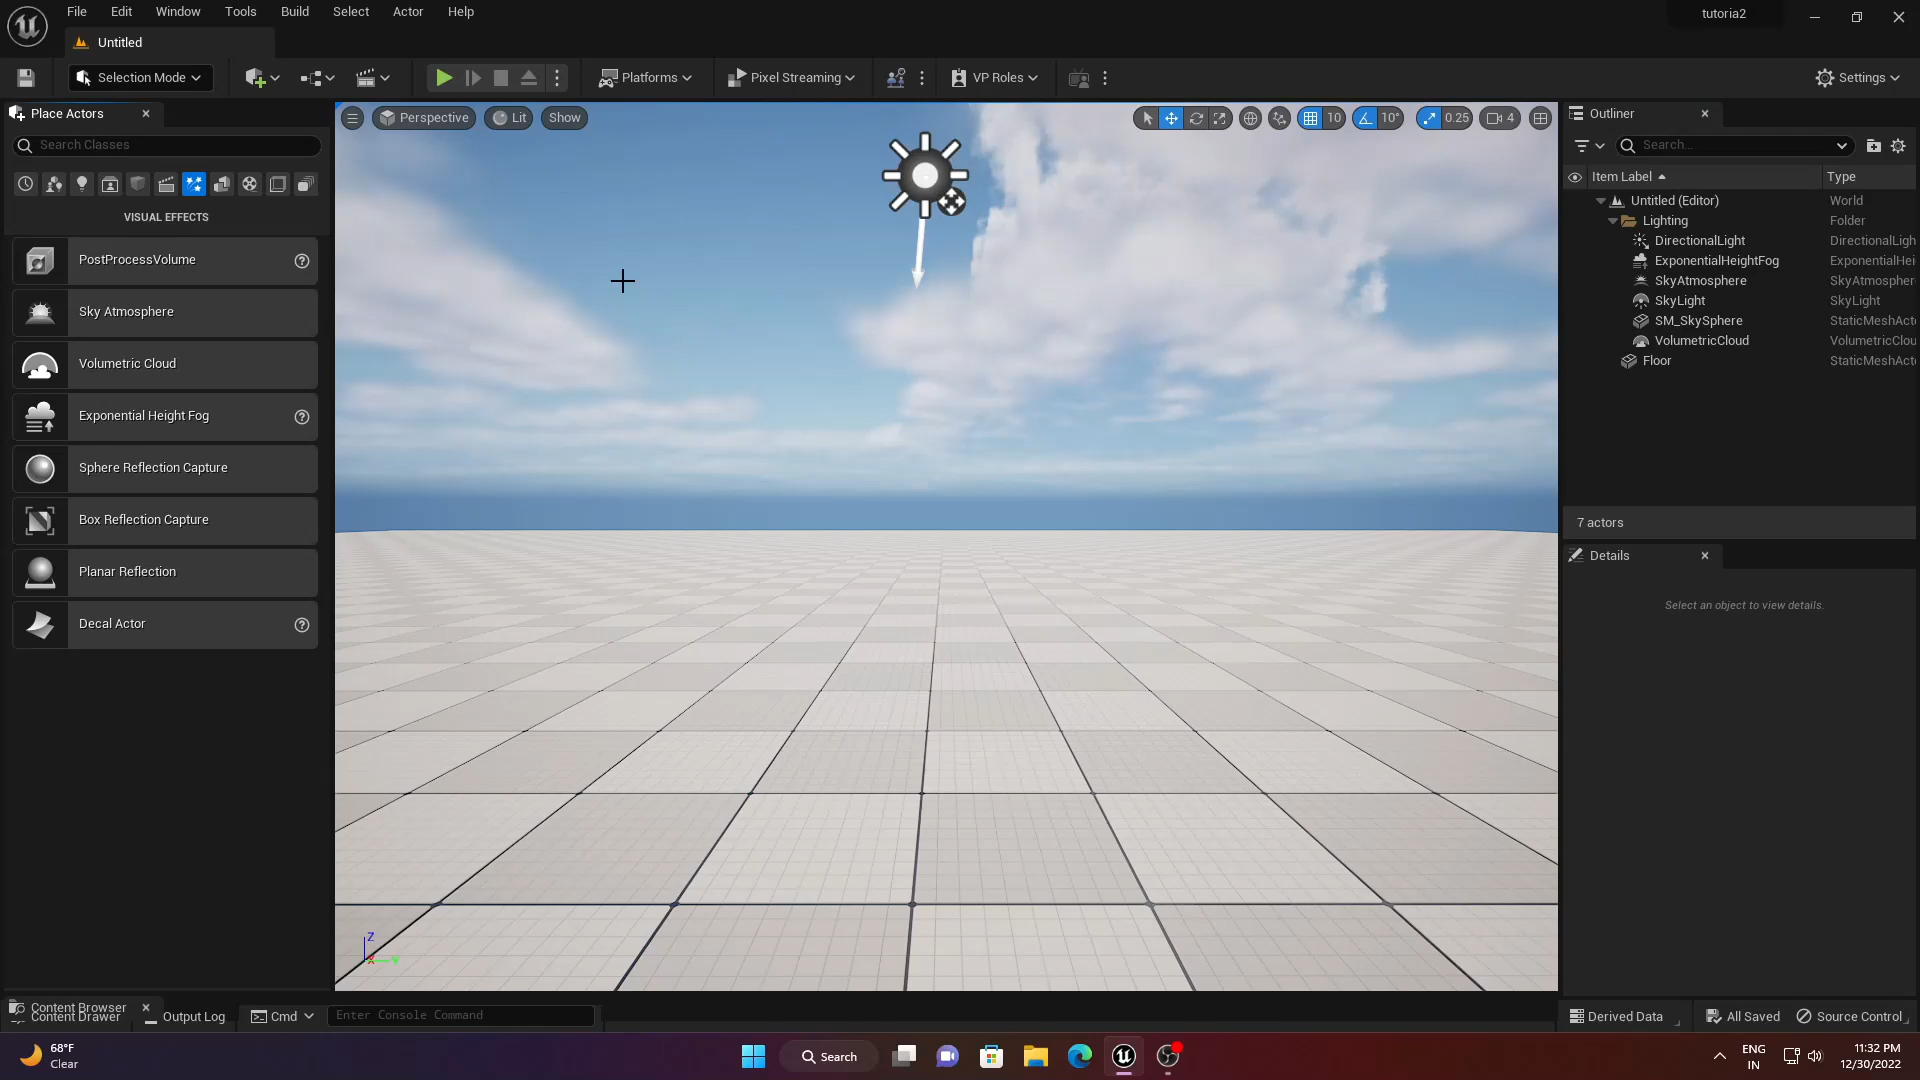 File Edit Window Tools Build Select Actor Help
tutoria2
Untitled
Selection Mode
Platforms
Pixel Streaming
VP Roles
Settings
Place Actors
Search Classes
VISUAL EFFECTS
PostProcessVolume
Sky Atmosphere
Volumetric Cloud
Exponential Height Fog
Sphere Reflection Capture
Box Reflection Capture
Planar Reflection
Decal Actor
Perspective
Lit
Show
10
10°
0.25
4
Z
X
Y
Outliner
Search...
Item Label Type
Untitled (Editor) World
Lighting Folder
DirectionalLight DirectionalLigh
ExponentialHeightFog ExponentialHei
SkyAtmosphere SkyAtmospher
SkyLight SkyLight
SM_SkySphere StaticMeshAct
VolumetricCloud VolumetricClou
Floor StaticMeshAct
7 actors
Details
Select an object to view details.
Content Browser
Content Drawer
Output Log
Cmd
Enter Console Command
Derived Data
All Saved
Source Control
68°F
Clear
Search
ENG
IN
11:32 PM
12/30/2022